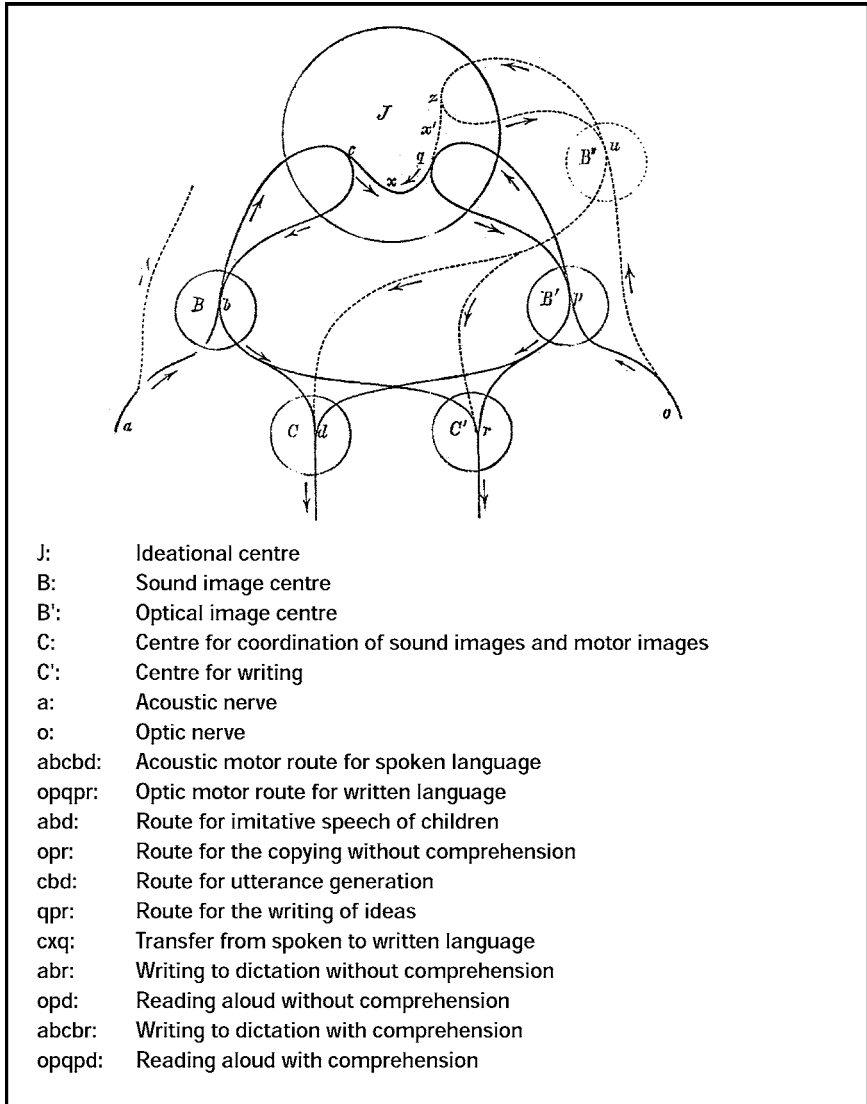 z
J
x'
B" u
c q
x
B b
B' p
a
C d
C' r
o
J: Ideational centre
B: Sound image centre
B': Optical image centre
C: Centre for coordination of sound images and motor images
C': Centre for writing
a: Acoustic nerve
o: Optic nerve
abcbd: Acoustic motor route for spoken language
opqpr: Optic motor route for written language
abd: Route for imitative speech of children
opr: Route for the copying without comprehension
cbd: Route for utterance generation
qpr: Route for the writing of ideas
cxq: Transfer from spoken to written language
abr: Writing to dictation without comprehension
opd: Reading aloud without comprehension
abcbr: Writing to dictation with comprehension
opqpd: Reading aloud with comprehension